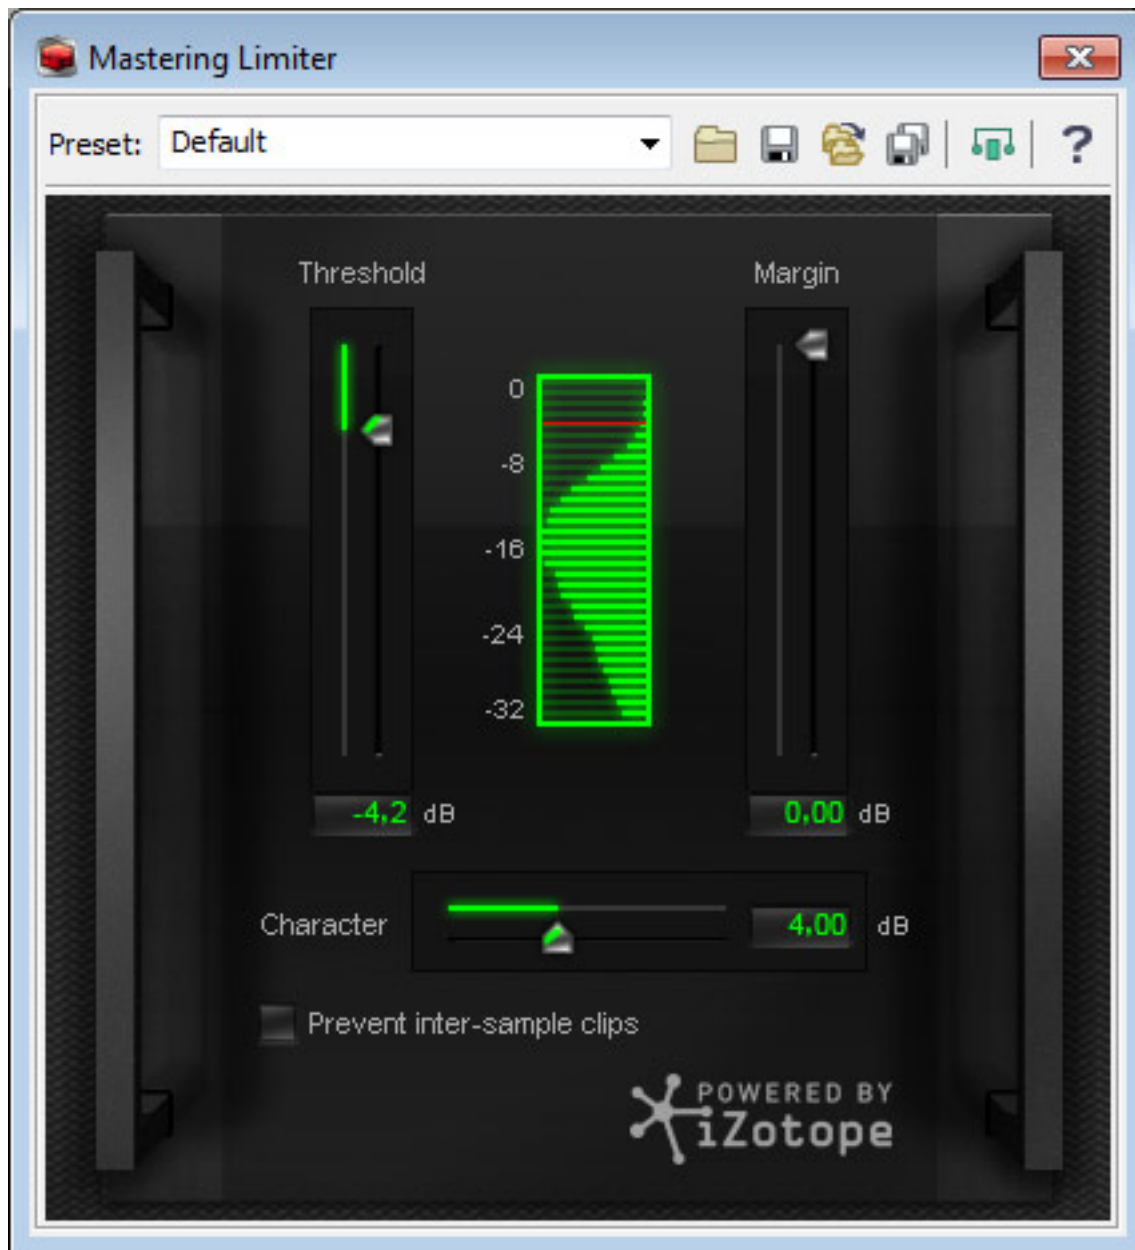 Mastering Limiter
Preset: Default
?
Threshold
Margin
0
-8
-16
-24
-32
-4,2 dB
0,00 dB
Character
4,00 dB
Prevent inter-sample clips
POWERED BY
iZotope